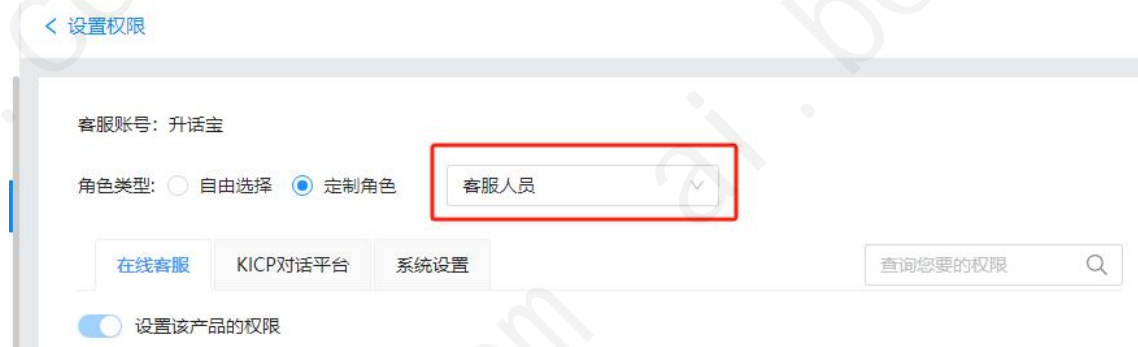 设置权限
客服账号：升话宝
角色类型: 自由选择 定制角色 客服人员
在线客服 KICP对话平台 系统设置 查询您要的权限
设置该产品的权限